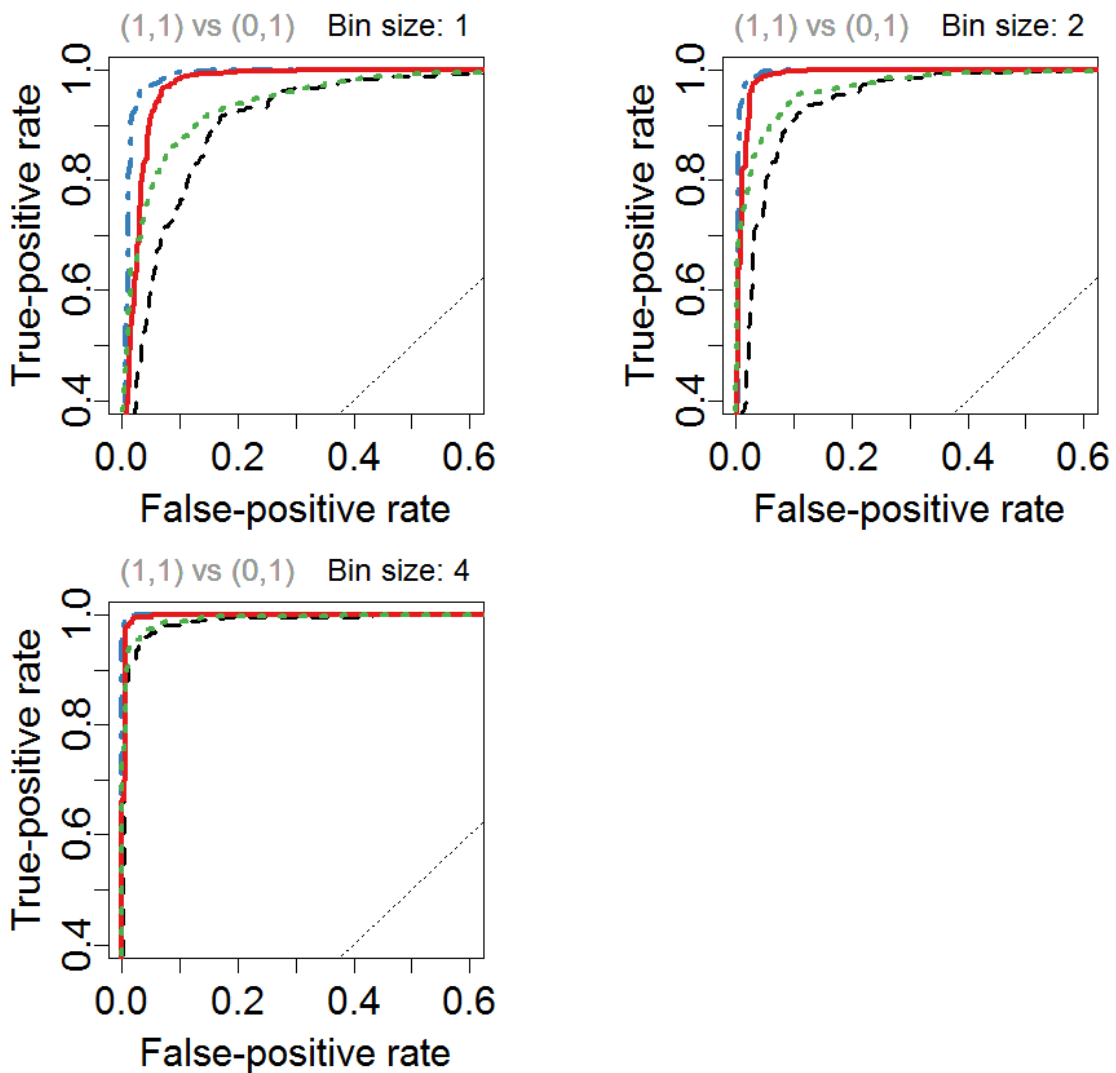 (1,1) vs (0,1) Bin size: 1
True-positive rate
0.4 0.6 0.8 1.0
0.0 0.2 0.4 0.6
False-positive rate
(1,1) vs (0,1) Bin size: 2
True-positive rate
0.4 0.6 0.8 1.0
0.0 0.2 0.4 0.6
False-positive rate
(1,1) vs (0,1) Bin size: 4
True-positive rate
0.4 0.6 0.8 1.0
0.0 0.2 0.4 0.6
False-positive rate